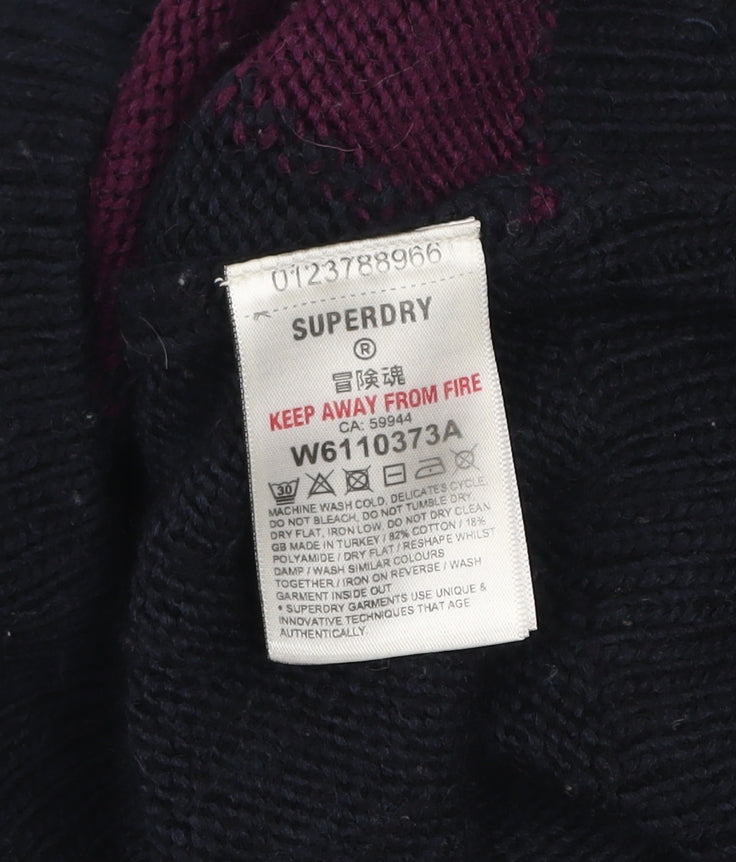 0123788966
SUPERDRY
®
冒険魂
KEEP AWAY FROM FIRE
CA: 59944
W6110373A
30
MACHINE WASH COLD, DELICATES CYCLE,
DO NOT BLEACH, DO NOT TUMBLE DRY,
DRY FLAT, IRON LOW, DO NOT DRY CLEAN
GB MADE IN TURKEY / 82% COTTON / 18%
POLYAMIDE / DRY FLAT / RESHAPE WHILST
DAMP / WASH SIMILAR COLOURS
TOGETHER / IRON ON REVERSE / WASH
GARMENT INSIDE OUT
• SUPERDRY GARMENTS USE UNIQUE &
INNOVATIVE TECHNIQUES THAT AGE
AUTHENTICALLY.